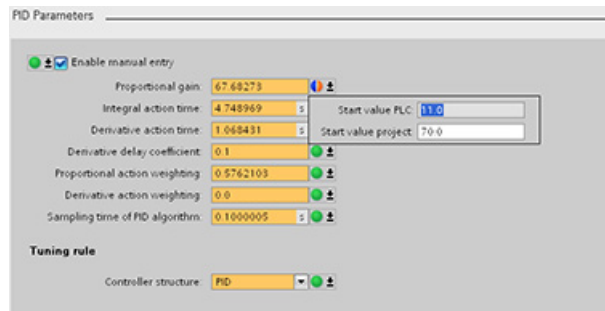 PID Parameters
Enable manual entry
Proportional gain: 67.68273
Integral action time: 4.748969 s
Start value PLC: 11.0
Derivative action time: 1.068431 s
Start value project: 70.0
Derivative delay coefficient: 0.1
Proportional action weighting: 0.5762103
Derivative action weighting: 0.0
Sampling time of PID algorithm: 0.1000005 s
Tuning rule
Controller structure: PID